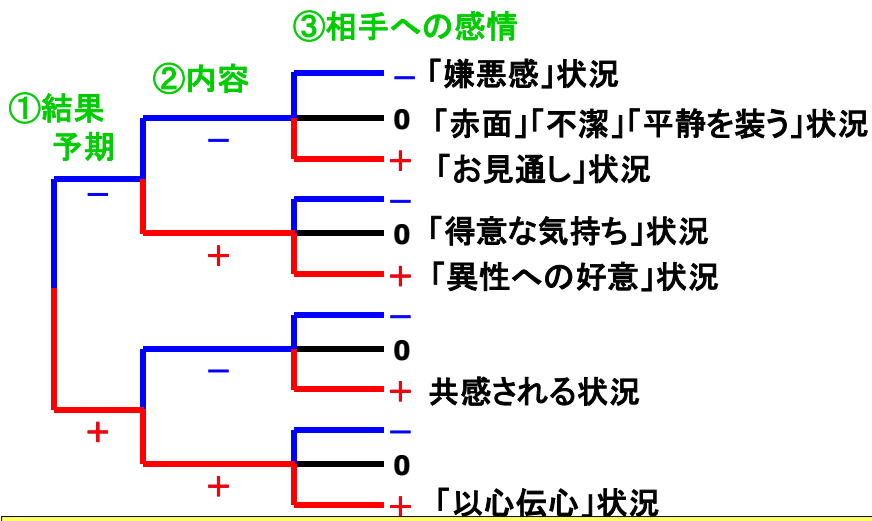 ③相手への感情
②内容
①結果
予期
－「嫌悪感」状況
0「赤面」「不潔」「平静を装う」状況
＋「お見通し」状況
－
－
－
0「得意な気持ち」状況
＋
＋「異性への好意」状況
－
0
－
＋ 共感される状況
＋
－
0
＋
＋「以心伝心」状況